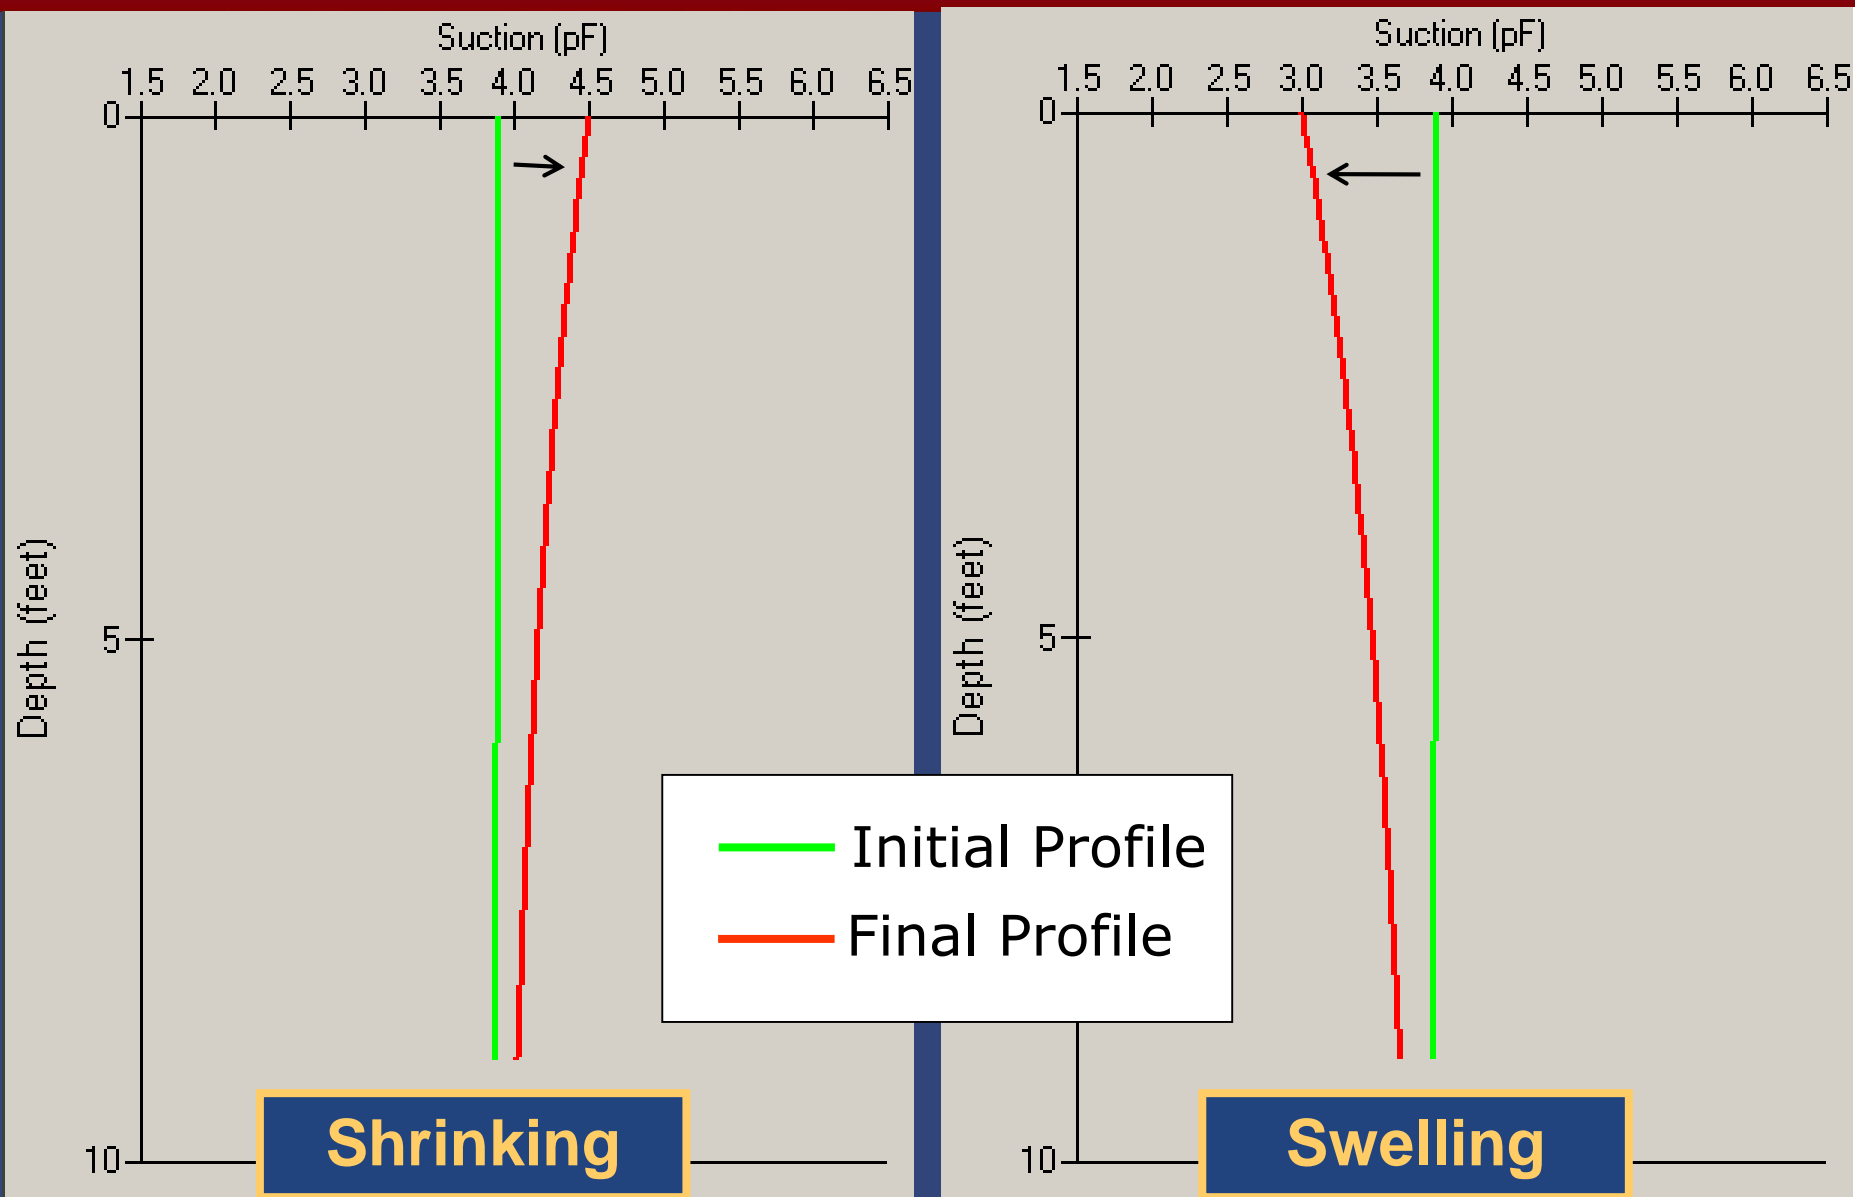 Suction (pF)
1.5 2.0 2.5 3.0 3.5 4.0 4.5 5.0 5.5 6.0 6.5
0
5
10
Depth (feet)
Shrinking
Suction (pF)
1.5 2.0 2.5 3.0 3.5 4.0 4.5 5.0 5.5 6.0 6.5
0
5
10
Depth (feet)
Swelling
Initial Profile
Final Profile